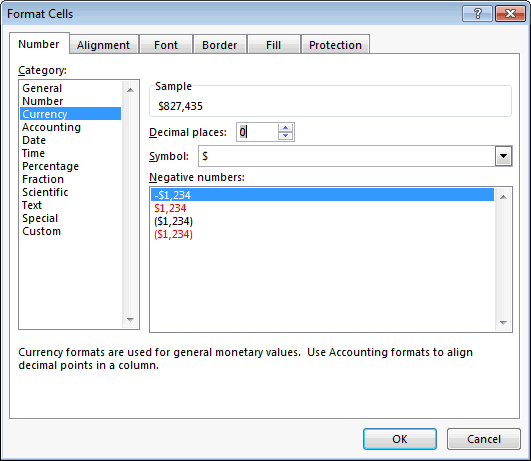 Format Cells
?
Number Alignment Font Border Fill Protection
Category:
General
Number
Currency
Accounting
Date
Time
Percentage
Fraction
Scientific
Text
Special
Custom
Sample
$827,435
Decimal places: 0
Symbol: $
Negative numbers:
-$1,234
$1,234
($1,234)
($1,234)
Currency formats are used for general monetary values.  Use Accounting formats to align
decimal points in a column.
OK Cancel